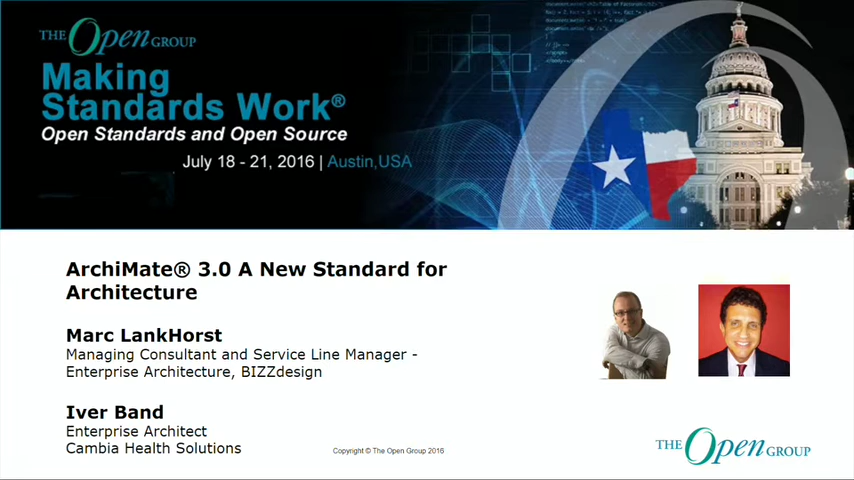 THE Open GROUP
Making
Standards Work®
Open Standards and Open Source
July 18 - 21, 2016 | Austin,USA
ArchiMate® 3.0 A New Standard for
Architecture
Marc LankHorst
Managing Consultant and Service Line Manager -
Enterprise Architecture, BIZZdesign
Iver Band
Enterprise Architect
Cambia Health Solutions
Copyright © The Open Group 2016
THE Open GROUP